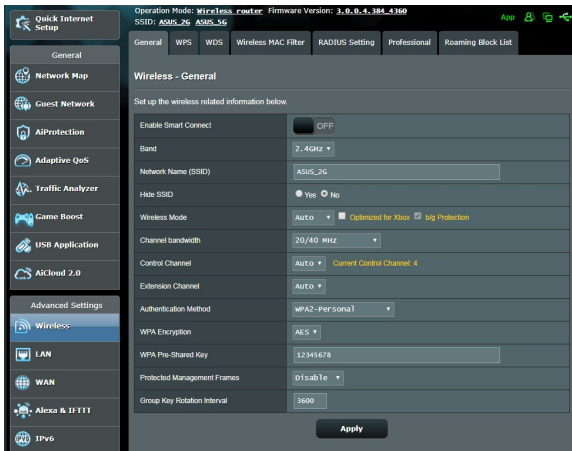 Quick Internet
Setup
Operation Mode: Wireless router Firmware Version: 3.0.0.4.384_4360
SSID: ASUS_2G ASUS_5G
App
General
WPS
WDS
Wireless MAC Filter
RADIUS Setting
Professional
Roaming Block List
General
Network Map
Guest Network
AiProtection
Adaptive QoS
Traffic Analyzer
Game Boost
USB Application
AiCloud 2.0
Advanced Settings
Wireless
LAN
WAN
Alexa & IFTTT
IPv6
Wireless - General
Set up the wireless related information below.
Enable Smart Connect OFF
Band 2.4GHz
Network Name (SSID) ASUS_2G
Hide SSID Yes No
Wireless Mode Auto Optimized for Xbox b/g Protection
Channel bandwidth 20/40 MHz
Control Channel Auto Current Control Channel: 4
Extension Channel Auto
Authentication Method WPA2-Personal
WPA Encryption AES
WPA Pre-Shared Key 12345678
Protected Management Frames Disable
Group Key Rotation Interval 3600
Apply